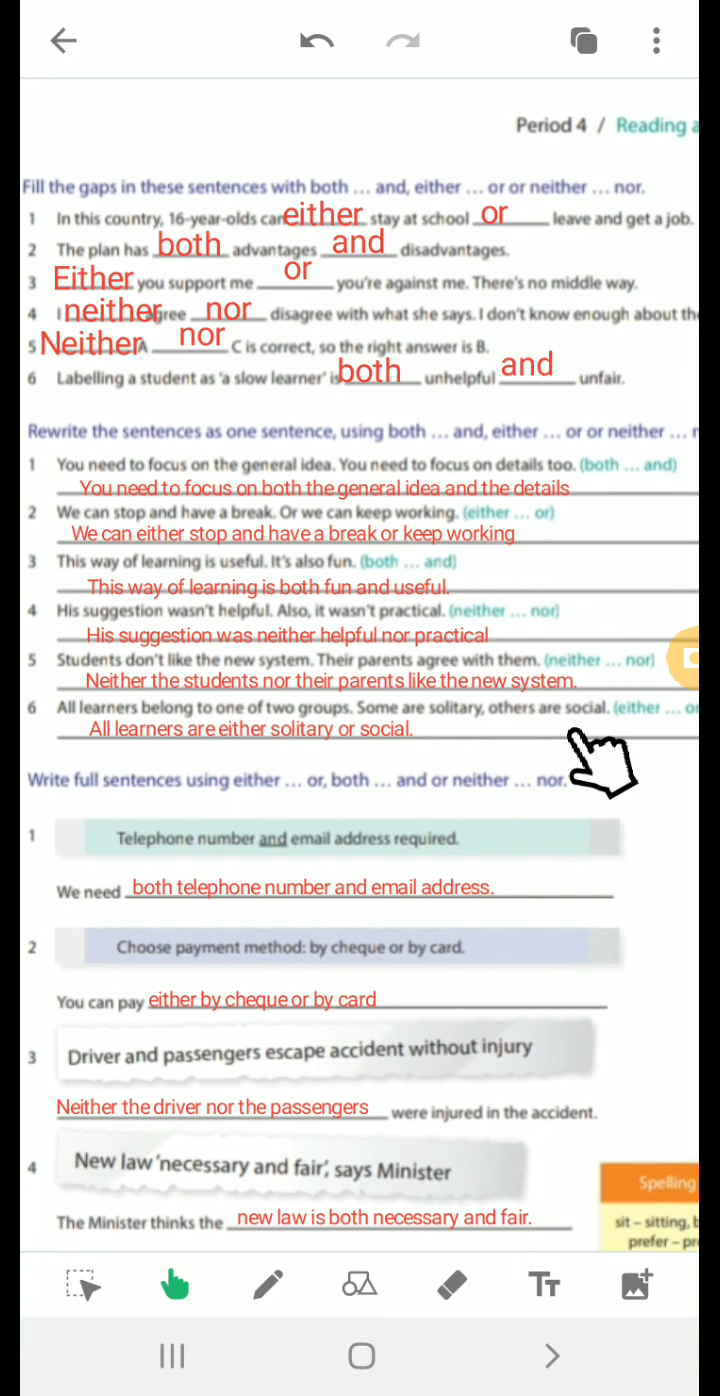 Period 4 / Reading a
Fill the gaps in these sentences with both ... and, either ... or or neither ... nor.
1 In this country, 16-year-olds can either stay at school or leave and get a job.
2 The plan has both advantages and disadvantages.
3 Either you support me or you're against me. There's no middle way.
4 I neither agree nor disagree with what she says. I don't know enough about the
5 Neither A nor C is correct, so the right answer is B.
6 Labelling a student as 'a slow learner' is both unhelpful and unfair.
Rewrite the sentences as one sentence, using both ... and, either ... or or neither ...
1 You need to focus on the general idea. You need to focus on details too. (both ... and)
You need to focus on both the general idea and the details
2 We can stop and have a break. Or we can keep working. (either ... or)
We can either stop and have a break or keep working
3 This way of learning is useful. It's also fun. (both ... and)
This way of learning is both fun and useful.
4 His suggestion wasn't helpful. Also, it wasn't practical. (neither ... nor)
His suggestion was neither helpful nor practical
5 Students don't like the new system. Their parents agree with them. (neither ... nor)
Neither the students nor their parents like the new system.
6 All learners belong to one of two groups. Some are solitary, others are social. (either ... or
All learners are either solitary or social.
Write full sentences using either ... or, both ... and or neither ... nor.
1 Telephone number and email address required.
We need both telephone number and email address.
2 Choose payment method: by cheque or by card.
You can pay either by cheque or by card
3 Driver and passengers escape accident without injury
Neither the driver nor the passengers were injured in the accident.
4 New law 'necessary and fair', says Minister
The Minister thinks the new law is both necessary and fair.
Spelling
sit – sitting, b
prefer – pr
TT